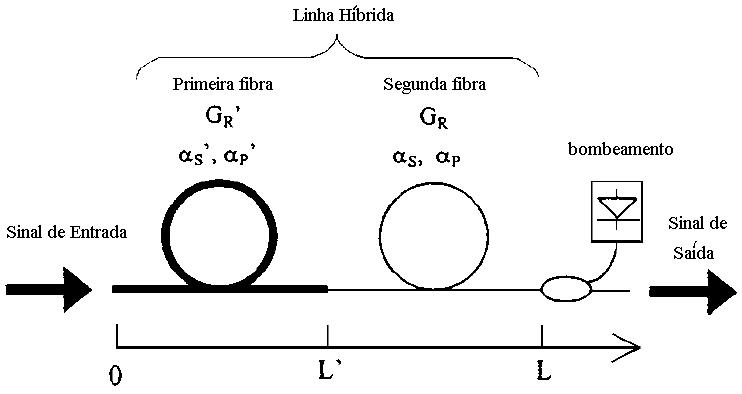 Linha Híbrida
Primeira fibra
G_R'
α_S', α_P'
Segunda fibra
G_R
α_S, α_P
bombeamento
Sinal de Entrada
Sinal de
Saída
0
L'
L